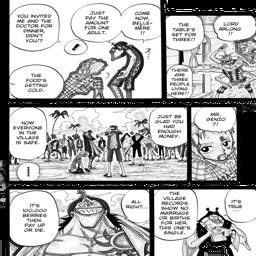 LORD
ARLONG
!!
THE
TABLE'S
SET FOR
THREE!!
THERE
ARE
THREE
PEOPLE
LIVING
HERE!!
COME
NOW,
BELLE-
MÈRE
!!
JUST
PAY THE
AMOUNT
FOR ONE
ADULT.
YOU INVITED
ME AND THE
DOCTOR FOR
DINNER,
DIDN'T
YOU!?
!
THE
FOOD'S
GETTING
COLD.
MR.
GENZO
?!
JUST BE
GLAD YOU
HAD
ENOUGH
MONEY.
NOW
EVERYONE
IN THE
VILLAGE
IS SAFE.
!
IT'S
TRUE
...
THE
VILLAGE
RECORDS
SHOW NO
MARRIAGE
OR BIRTHS
FOR HER.
THIS ONE'S
SINGLE.
ALL
RIGHT...
IT'S
100,000
BERRIES
THEN.
PAY UP
OR DIE.